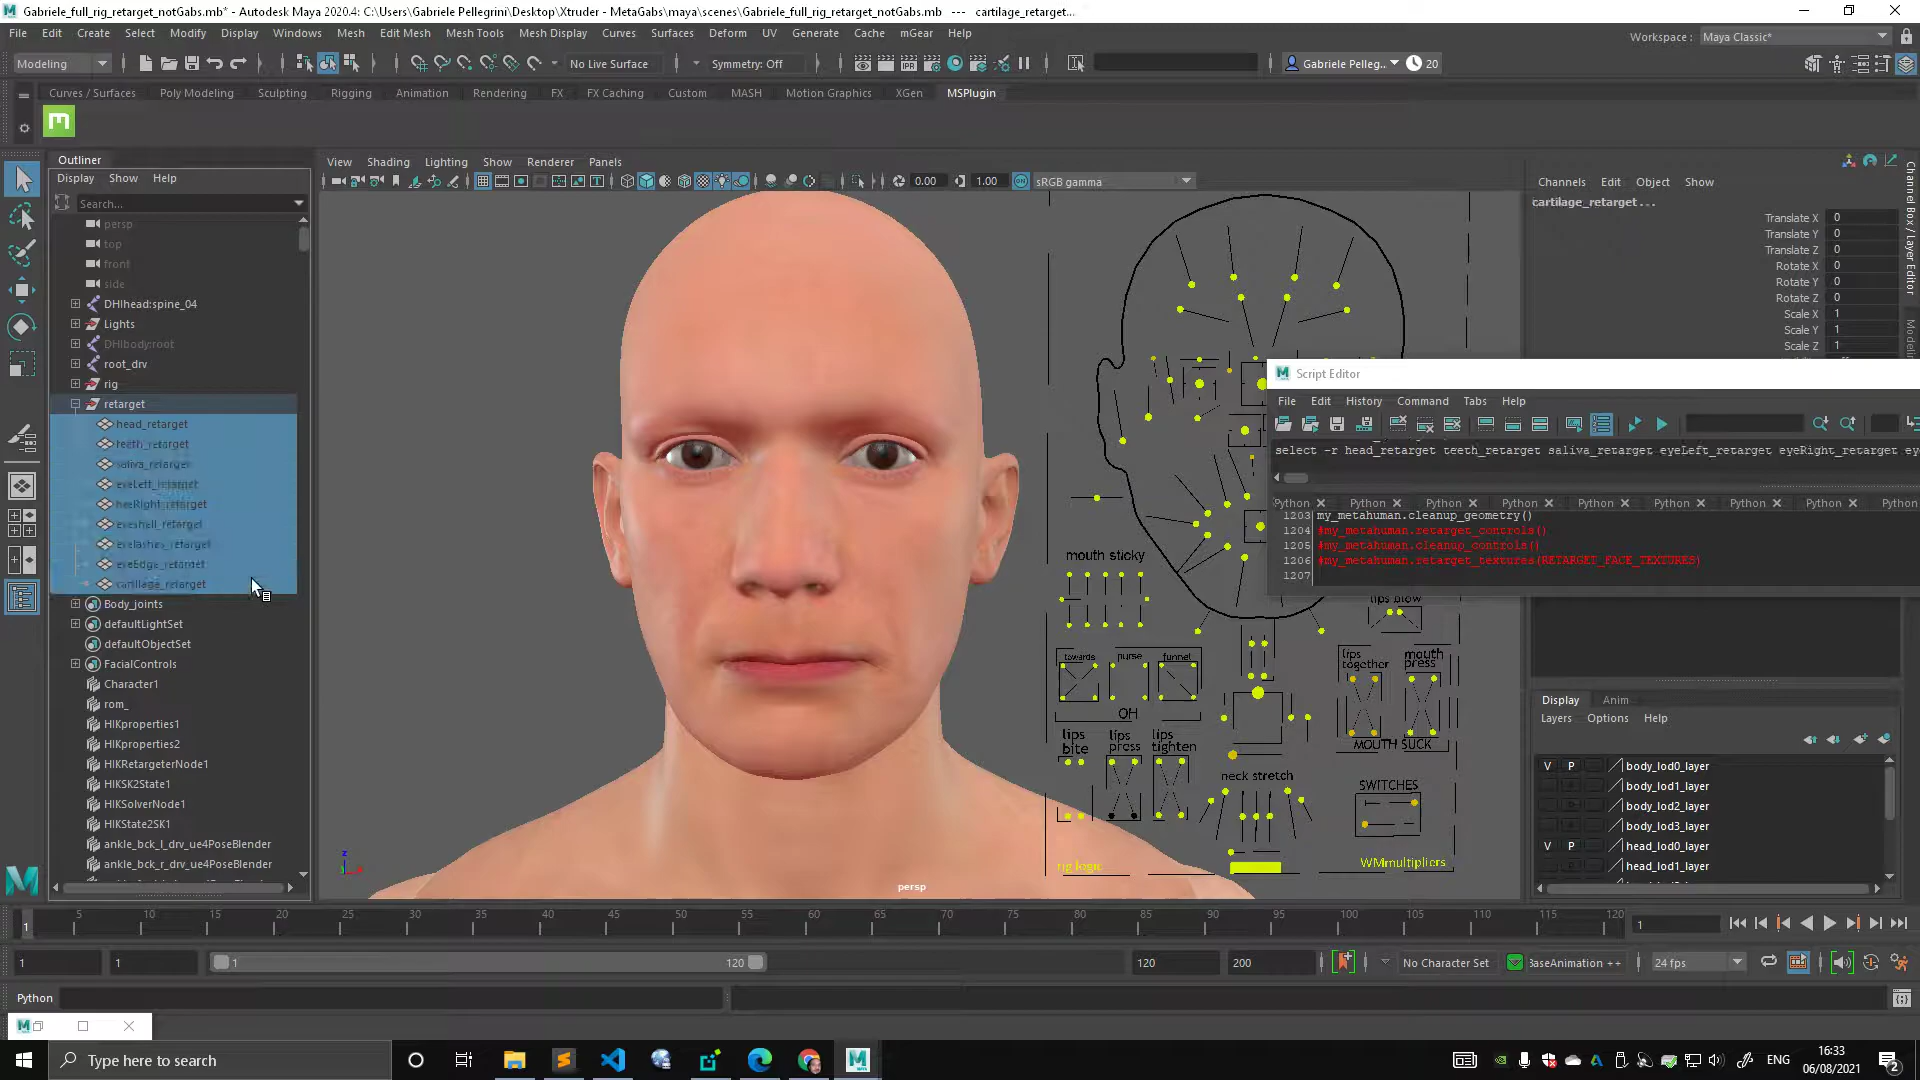 Gabriele_full_rig_retarget_notGabs.mb* - Autodesk Maya 2020.4: C:\Users\Gabriele Pellegrini\Desktop\Xtruder - MetaGabs\maya\scenes\Gabriele_full_rig_retarget_notGabs.mb --- cartilage_retarget...
File Edit Create Select Modify Display Windows Mesh Edit Mesh Mesh Tools Mesh Display Curves Surfaces Deform UV Generate Cache mGear Help
Workspace : Maya Classic*
Modeling
No Live Surface
Symmetry: Off
Gabriele Pelleg...
20
Curves / Surfaces Poly Modeling Sculpting Rigging Animation Rendering FX FX Caching Custom MASH Motion Graphics XGen MSPlugin
Outliner
Display Show Help
Search...
persp
top
front
side
DHIhead:spine_04
Lights
DHIbody:root
root_drv
rig
retarget
head_retarget
teeth_retarget
saliva_retarget
eyeLeft_retarget
eyeRight_retarget
eyeshell_retarget
eyelashes_retarget
eyeEdge_retarget
cartilage_retarget
Body_joints
defaultLightSet
defaultObjectSet
FacialControls
Character1
rom_
HIKproperties1
HIKproperties2
HIKRetargeterNode1
HIKSK2State1
HIKSolverNode1
HIKState2SK1
ankle_bck_l_drv_ue4PoseBlender
ankle_bck_r_drv_ue4PoseBlender
View Shading Lighting Show Renderer Panels
0.00
1.00
sRGB gamma
mouth sticky
towards purse funnel
OH
lips bite
lips press
lips tighten
neck stretch
lips blow
lips together
mouth press
MOUTH SUCK
SWITCHES
rig logic
WMmultipliers
persp
Channels Edit Object Show
cartilage_retarget . . .
Translate X 0
Translate Y 0
Translate Z 0
Rotate X 0
Rotate Y 0
Rotate Z 0
Scale X 1
Scale Y 1
Scale Z 1
Channel Box / Layer Editor
Script Editor
File Edit History Command Tabs Help
select -r head_retarget teeth_retarget saliva_retarget eyeLeft_retarget eyeRight_retarget ey
Python Python Python Python Python Python Python Python Python
1203 my_metahuman.cleanup_geometry()
1204 #my_metahuman.retarget_controls()
1205 #my_metahuman.cleanup_controls()
1206 #my_metahuman.retarget_textures(RETARGET_FACE_TEXTURES)
1207
Display Anim
Layers Options Help
V P body_lod0_layer
body_lod1_layer
body_lod2_layer
body_lod3_layer
V P head_lod0_layer
head_lod1_layer
1 5 10 15 20 25 30 35 40 45 50 55 60 65 70 75 80 85 90 95 100 105 110 115 120
1
1 1 1 120 120 200
No Character Set
BaseAnimation
24 fps
Python
Type here to search
ENG
16:33
06/08/2021
2